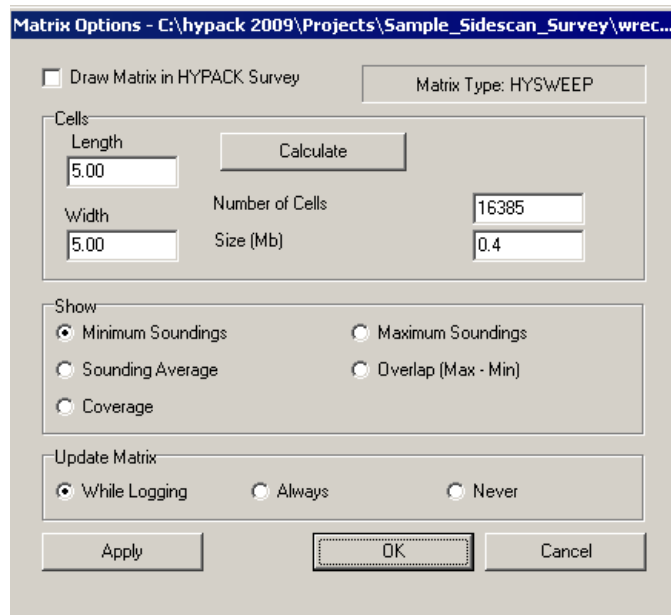 Matrix Options - C:\hypack 2009\Projects\Sample_Sidescan_Survey\wrec...
Draw Matrix in HYPACK Survey
Matrix Type: HYSWEEP
Cells
Length
5.00
Calculate
Width
5.00
Number of Cells
16385
Size (Mb)
0.4
Show
Minimum Soundings
Maximum Soundings
Sounding Average
Overlap (Max - Min)
Coverage
Update Matrix
While Logging
Always
Never
Apply
OK
Cancel